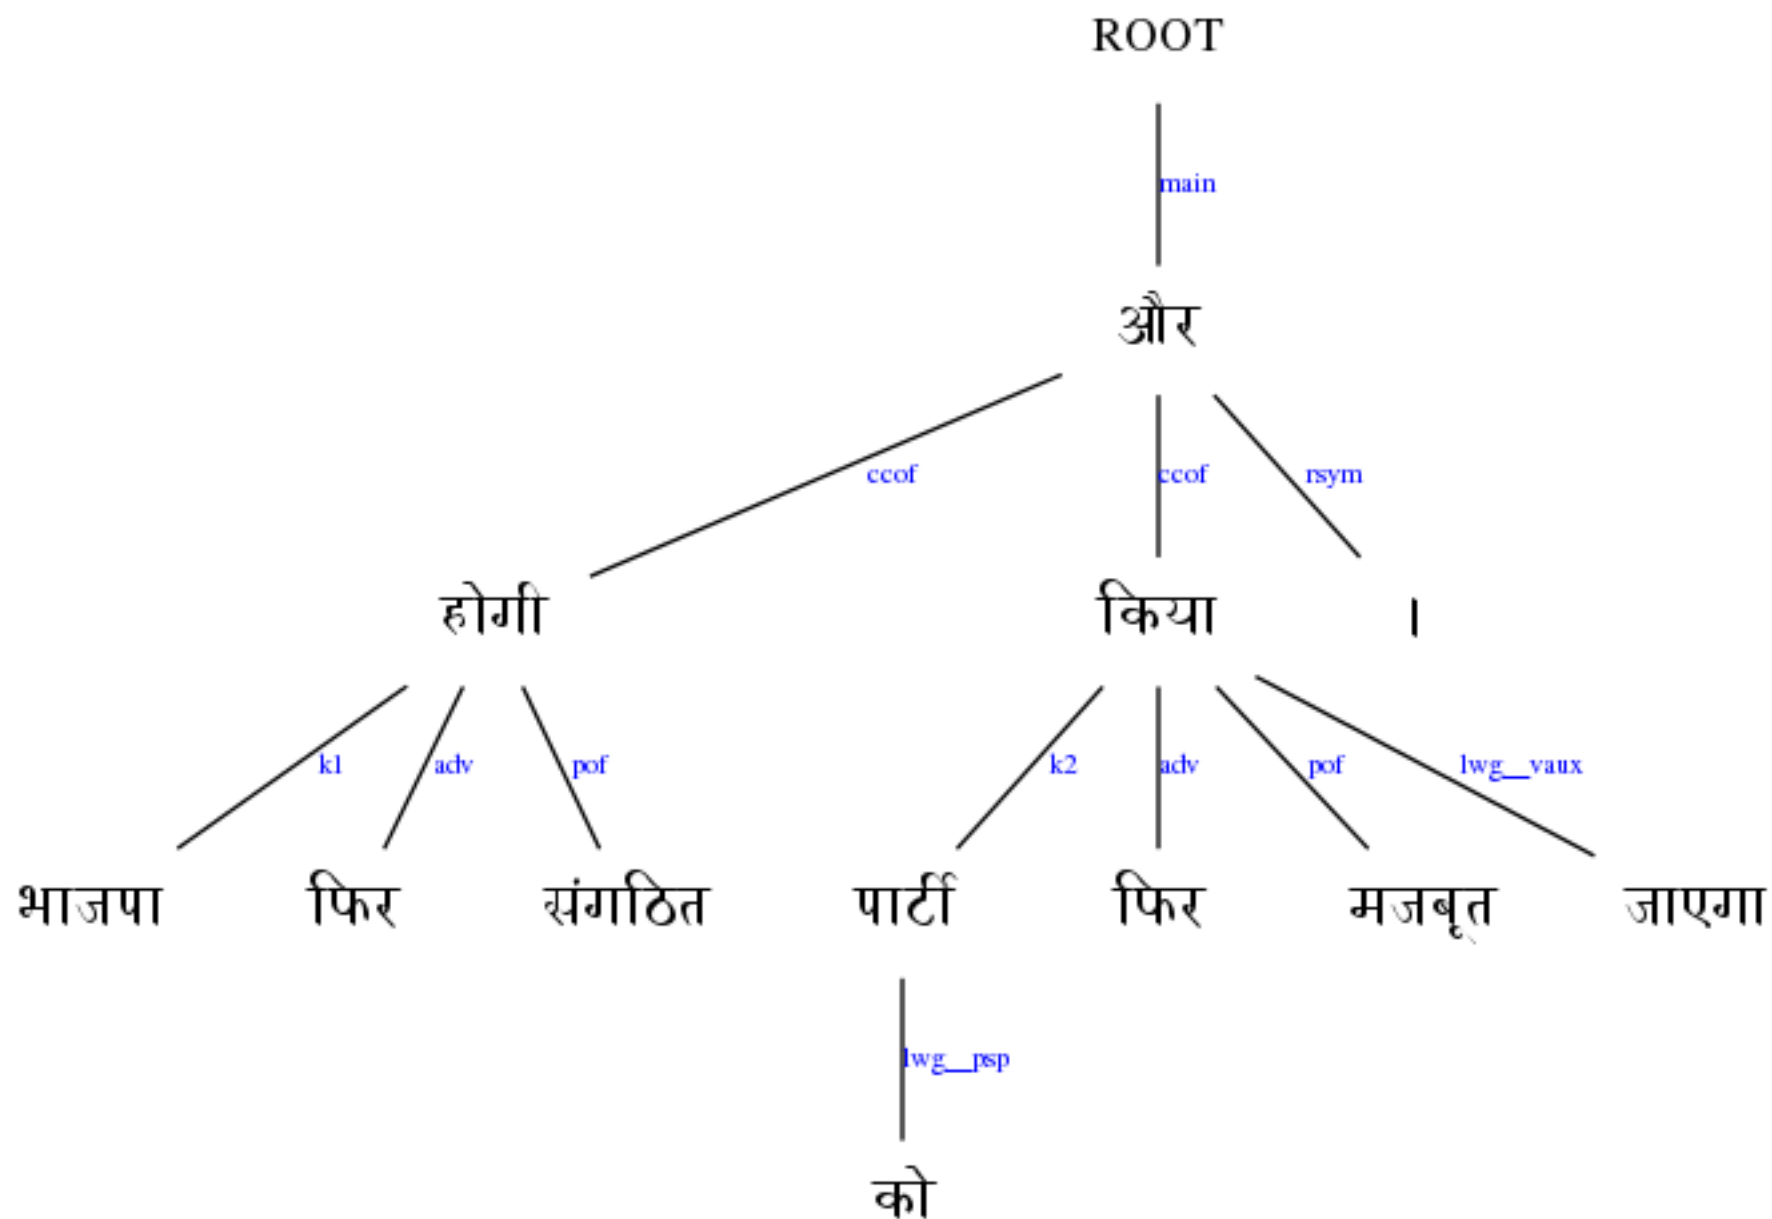 ROOT
main
और
ccof ccof rsym
होगी किया ।
k1 adv pof k2 adv pof lwg__vaux
भाजपा फिर संगठित पार्टी फिर मजबूत जाएगा
lwg__psp
को